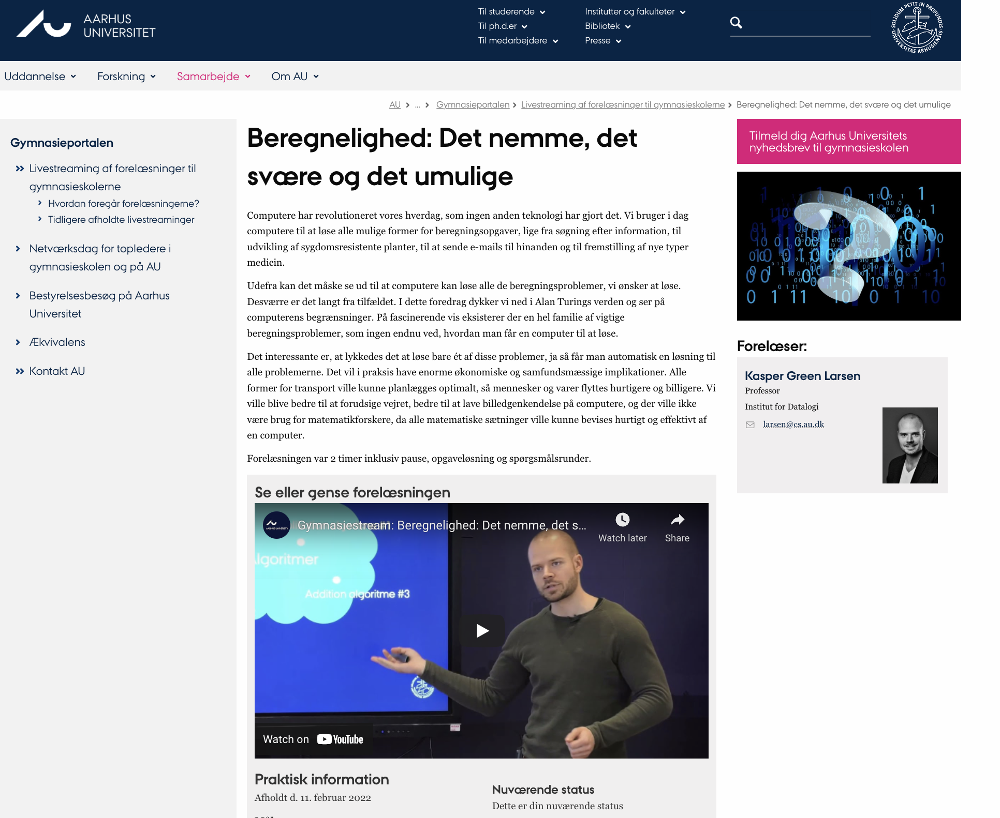 AARHUS
UNIVERSITET
Til studerende
Til ph.d.er
Til medarbejdere
Institutter og fakulteter
Bibliotek
Presse
SOLIDUM PETIT IN PROFUNDIS
UNIVERSITAS ARHUSIENSIS
Uddannelse
Forskning
Samarbejde
Om AU
AU > ... > Gymnasieportalen > Livestreaming af forelæsninger til gymnasieskolerne > Beregnelighed: Det nemme, det svære og det umulige
Gymnasieportalen
Livestreaming af forelæsninger til
gymnasieskolerne
Hvordan foregår forelæsningerne?
Tidligere afholdte livestreaminger
Netværksdag for topledere i
gymnasieskolen og på AU
Bestyrelsesbesøg på Aarhus
Universitet
Ækvivalens
Kontakt AU
Beregnelighed: Det nemme, det
svære og det umulige
Computere har revolutioneret vores hverdag, som ingen anden teknologi har gjort det. Vi bruger i dag
computere til at løse alle mulige former for beregningsopgaver, lige fra søgning efter information, til
udvikling af sygdomsresistente planter, til at sende e-mails til hinanden og til fremstilling af nye typer
medicin.
Udefra kan det måske se ud til at computere kan løse alle de beregningsproblemer, vi ønsker at løse.
Desværre er det langt fra tilfældet. I dette foredrag dykker vi ned i Alan Turings verden og ser på
computerens begrænsninger. På fascinerende vis eksisterer der en hel familie af vigtige
beregningsproblemer, som ingen endnu ved, hvordan man får en computer til at løse.
Det interessante er, at lykkedes det at løse bare ét af disse problemer, ja så får man automatisk en løsning til
alle problemerne. Det vil i praksis have enorme økonomiske og samfundsmæssige implikationer. Alle
former for transport ville kunne planlægges optimalt, så mennesker og varer flyttes hurtigere og billigere. Vi
ville blive bedre til at forudsige vejret, bedre til at lave billedgenkendelse på computere, og der ville ikke
være brug for matematikforskere, da alle matematiske sætninger ville kunne bevises hurtigt og effektivt af
en computer.
Forelæsningen var 2 timer inklusiv pause, opgaveløsning og spørgsmålsrunder.
Se eller gense forelæsningen
AARHUS UNIVERSITY
Gymnasiestream: Beregnelighed: Det nemme, det s...
Watch later
Share
lgoritmer
Addition algoritme #3
Watch on YouTube
Praktisk information
Afholdt d. 11. februar 2022
Nuværende status
Dette er din nuværende status
Tilmeld dig Aarhus Universitets
nyhedsbrev til gymnasieskolen
Forelæser:
Kasper Green Larsen
Professor
Institut for Datalogi
larsen@cs.au.dk